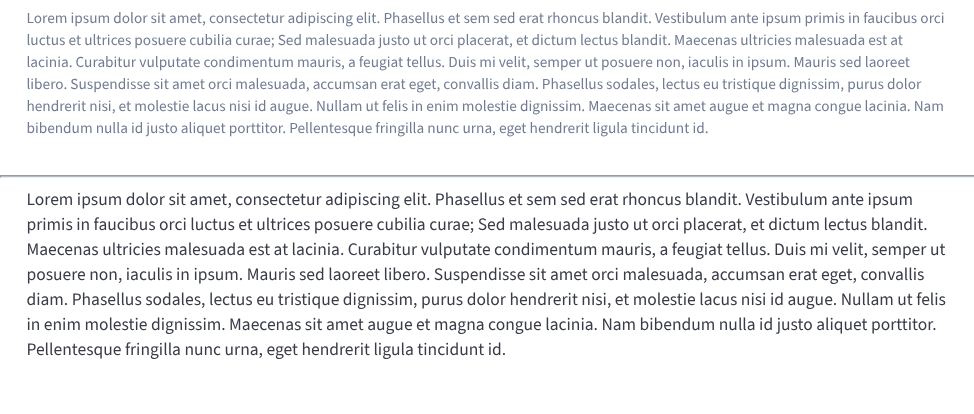 Lorem ipsum dolor sit amet, consectetur adipiscing elit. Phasellus et sem sed erat rhoncus blandit. Vestibulum ante ipsum primis in faucibus orci
luctus et ultrices posuere cubilia curae; Sed malesuada justo ut orci placerat, et dictum lectus blandit. Maecenas ultricies malesuada est at
lacinia. Curabitur vulputate condimentum mauris, a feugiat tellus. Duis mi velit, semper ut posuere non, iaculis in ipsum. Mauris sed laoreet
libero. Suspendisse sit amet orci malesuada, accumsan erat eget, convallis diam. Phasellus sodales, lectus eu tristique dignissim, purus dolor
hendrerit nisi, et molestie lacus nisi id augue. Nullam ut felis in enim molestie dignissim. Maecenas sit amet augue et magna congue lacinia. Nam
bibendum nulla id justo aliquet porttitor. Pellentesque fringilla nunc urna, eget hendrerit ligula tincidunt id.
Lorem ipsum dolor sit amet, consectetur adipiscing elit. Phasellus et sem sed erat rhoncus blandit. Vestibulum ante ipsum
primis in faucibus orci luctus et ultrices posuere cubilia curae; Sed malesuada justo ut orci placerat, et dictum lectus blandit.
Maecenas ultricies malesuada est at lacinia. Curabitur vulputate condimentum mauris, a feugiat tellus. Duis mi velit, semper ut
posuere non, iaculis in ipsum. Mauris sed laoreet libero. Suspendisse sit amet orci malesuada, accumsan erat eget, convallis
diam. Phasellus sodales, lectus eu tristique dignissim, purus dolor hendrerit nisi, et molestie lacus nisi id augue. Nullam ut felis
in enim molestie dignissim. Maecenas sit amet augue et magna congue lacinia. Nam bibendum nulla id justo aliquet porttitor.
Pellentesque fringilla nunc urna, eget hendrerit ligula tincidunt id.